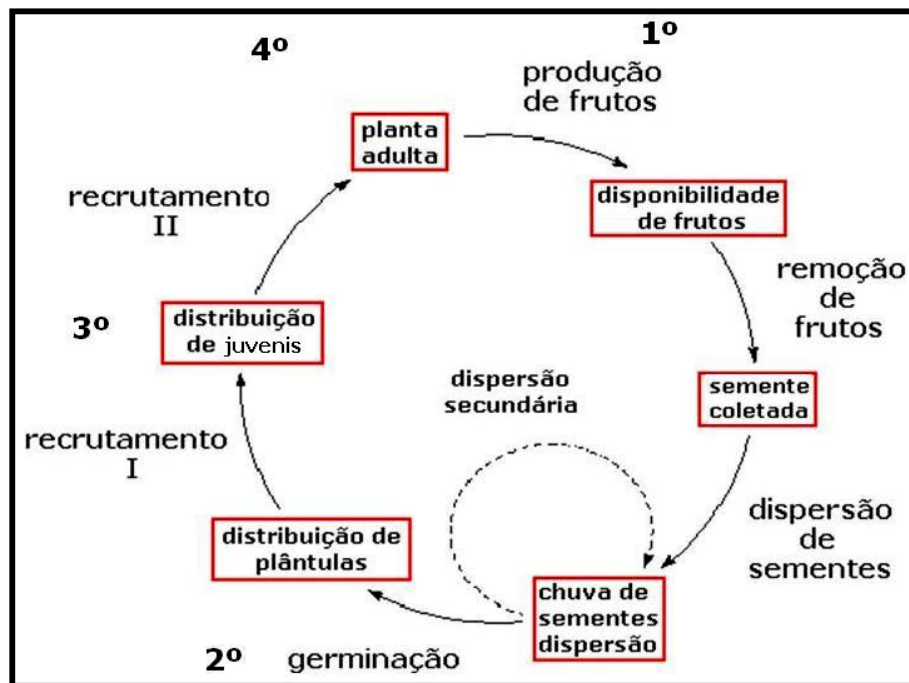 4º
1º
produção
de frutos
planta
adulta
disponibilidade
de frutos
recrutamento
II
remoção
de
frutos
3º
distribuição
de juvenis
dispersão
secundária
semente
coletada
recrutamento
I
distribuição de
plântulas
dispersão
de
sementes
chuva de
sementes
dispersão
2º
germinação